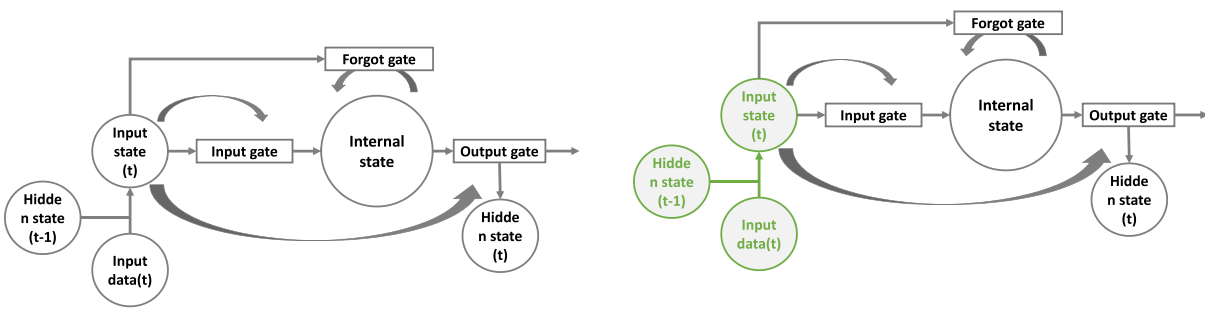 Forgot gate
Input
state
(t)
Input gate
Internal
state
Output gate
Hidde
n state
(t-1)
Hidde
n state
(t)
Input
data(t)
Forgot gate
Input
state
(t)
Input gate
Internal
state
Output gate
Hidde
n state
(t-1)
Hidde
n state
(t)
Input
data(t)